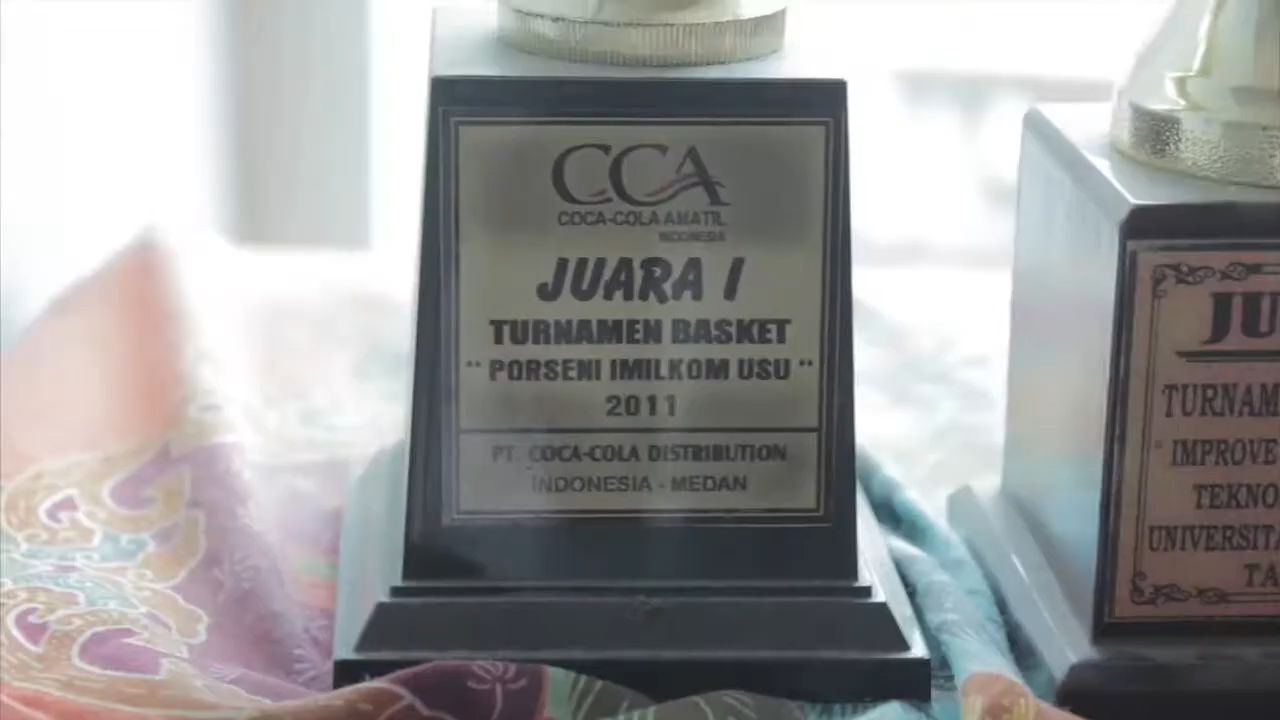 CCA
COCA-COLA AMATIL
INDONESIA
JUARA I
TURNAMEN BASKET
" PORSENI IMILKOM USU "
2011
PT. COCA-COLA DISTRIBUTION
INDONESIA - MEDAN
JU
TURNAM
" IMPROVE
TEKNO
UNIVERSITA
TA